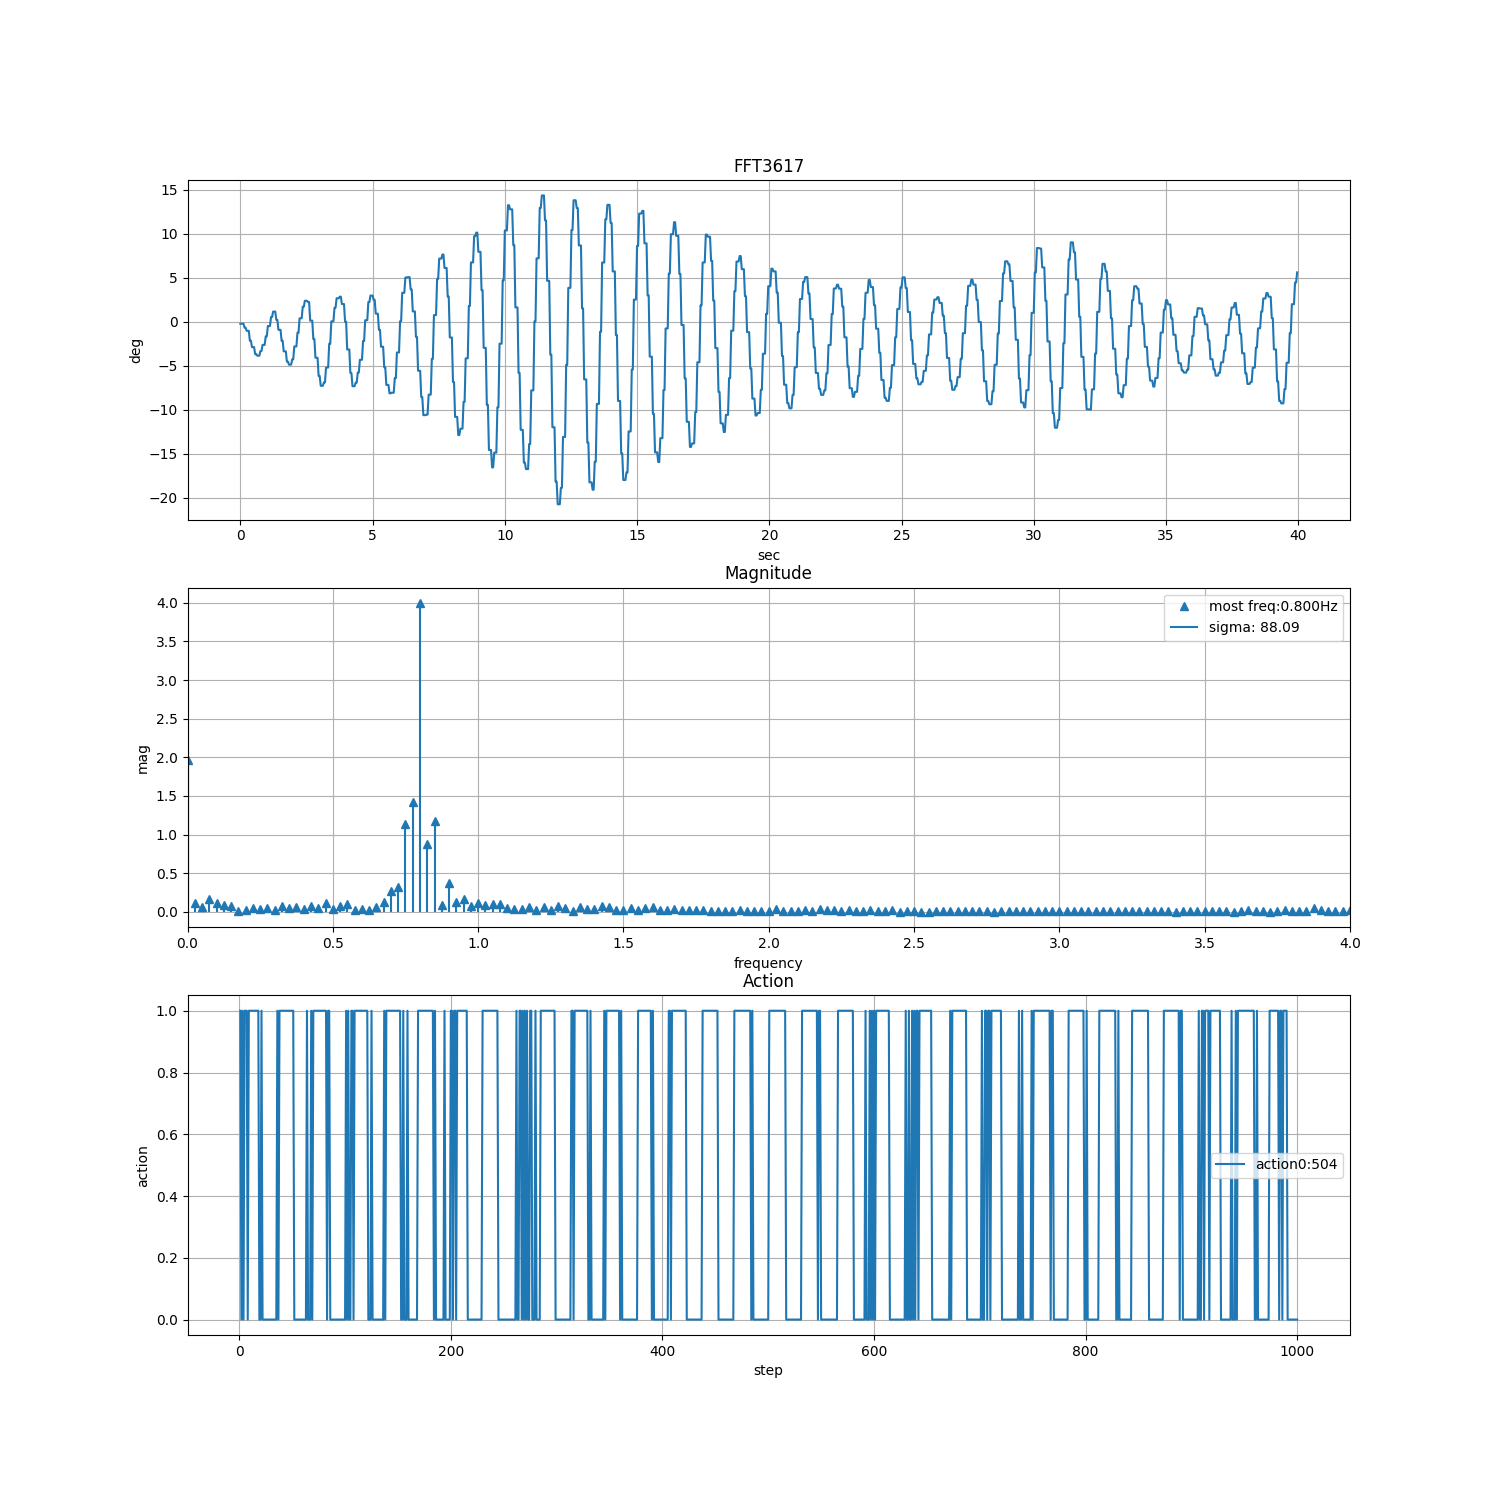 FFT3617
15
10
5
0
−5
−10
−15
−20
deg
0 5 10 15 20 25 30 35 40
sec
Magnitude
4.0
3.5
3.0
2.5
2.0
1.5
1.0
0.5
0.0
mag
most freq:0.800Hz
sigma: 88.09
0.0 0.5 1.0 1.5 2.0 2.5 3.0 3.5 4.0
frequency
Action
1.0
0.8
0.6
0.4
0.2
0.0
action
action0:504
0 200 400 600 800 1000
step